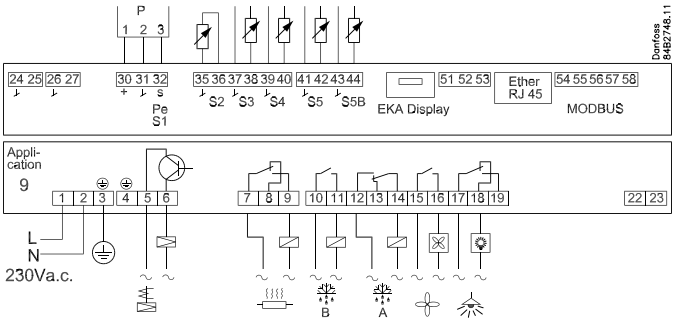 P
1 2 3
Danfoss
84B2748.11
24 25 26 27 30 31 32 35 36 37 38 39 40 41 42 43 44 51 52 53 54 55 56 57 58
+ s S2 S3 S4 S5 S5B
Pe
S1
EKA Display
Ether
RJ 45
MODBUS
Appli-
cation
9
1 2 3 4 5 6 7 8 9 10 11 12 13 14 15 16 17 18 19 22 23
L
N
230Va.c.
B A